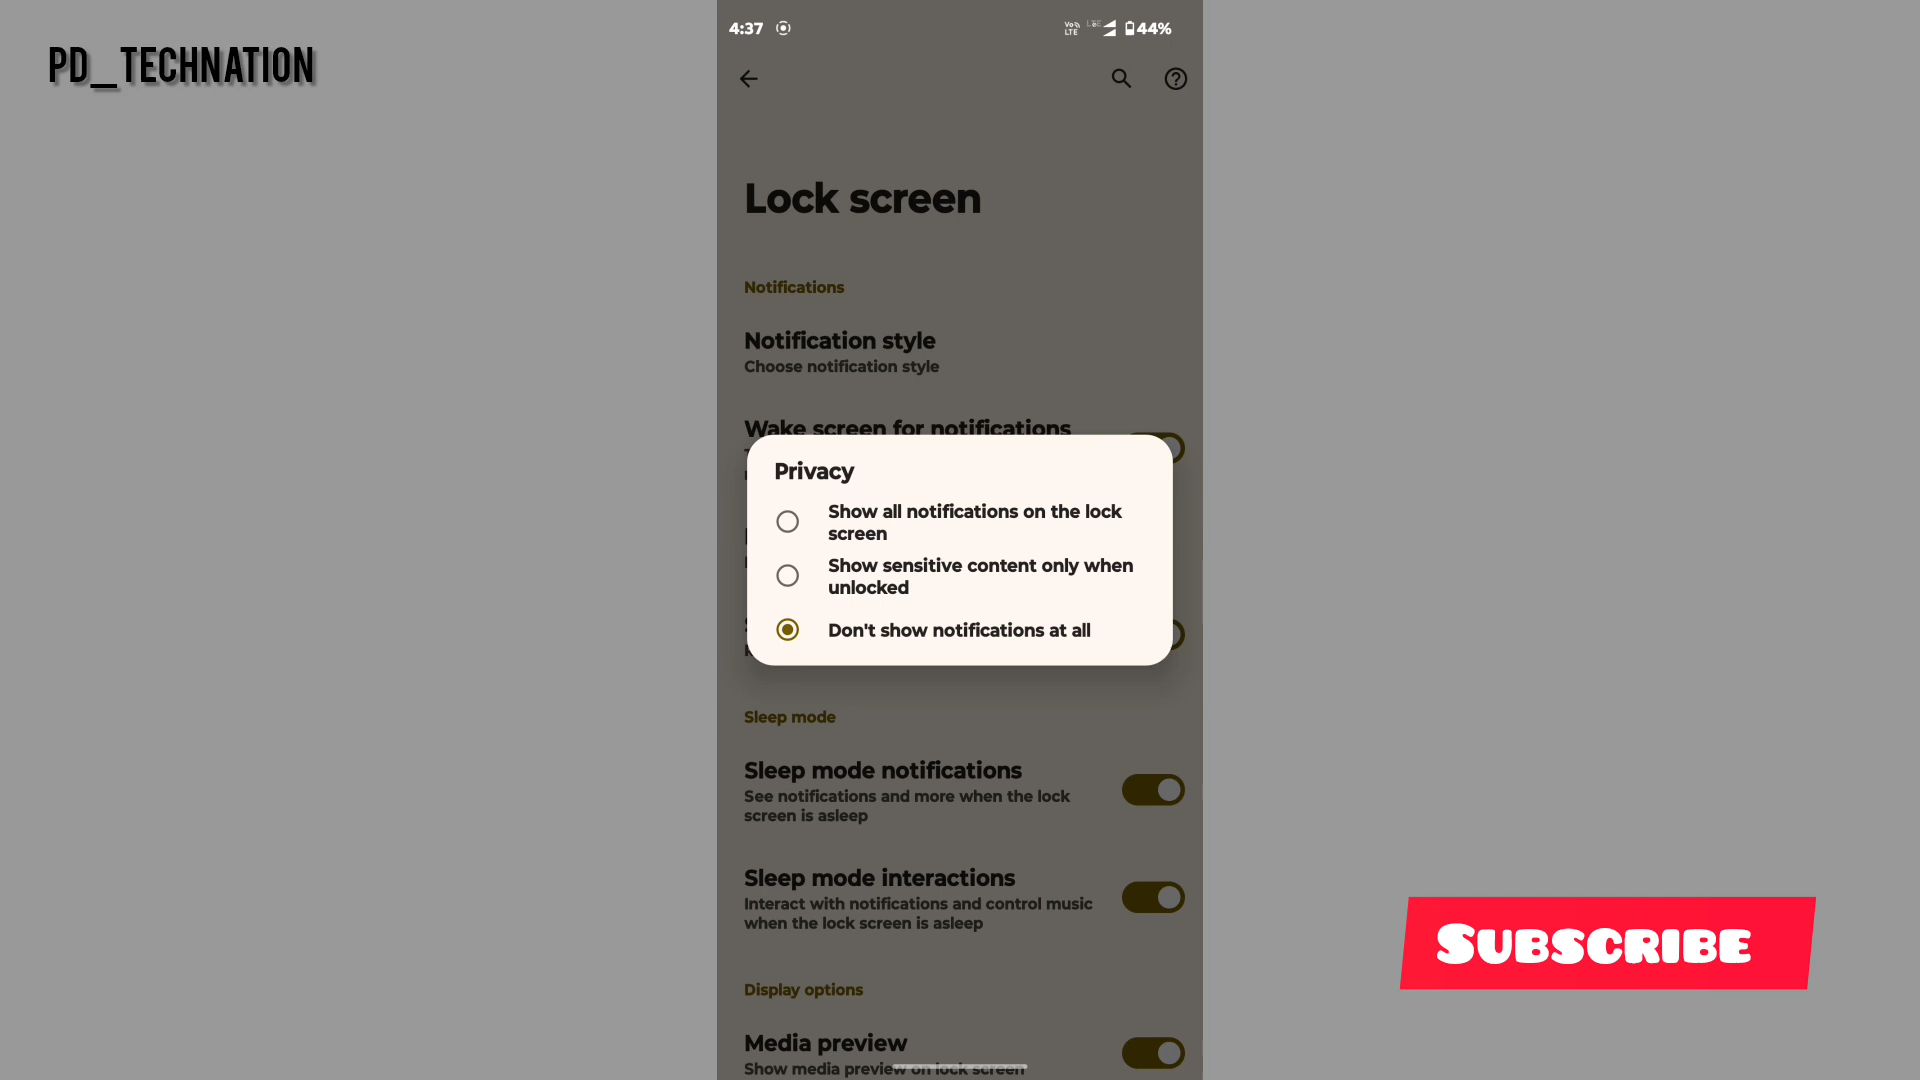 PD_TECHNATION
4:37
Vo
LTE
LTE
44%
Lock screen
Notifications
Notification style
Choose notification style
Wake screen for notifications
Privacy
Show all notifications on the lock
screen
Show sensitive content only when
unlocked
Don't show notifications at all
Sleep mode
Sleep mode notifications
See notifications and more when the lock
screen is asleep
Sleep mode interactions
Interact with notifications and control music
when the lock screen is asleep
Display options
Media preview
Show media preview on lock screen
SUBSCRIBE